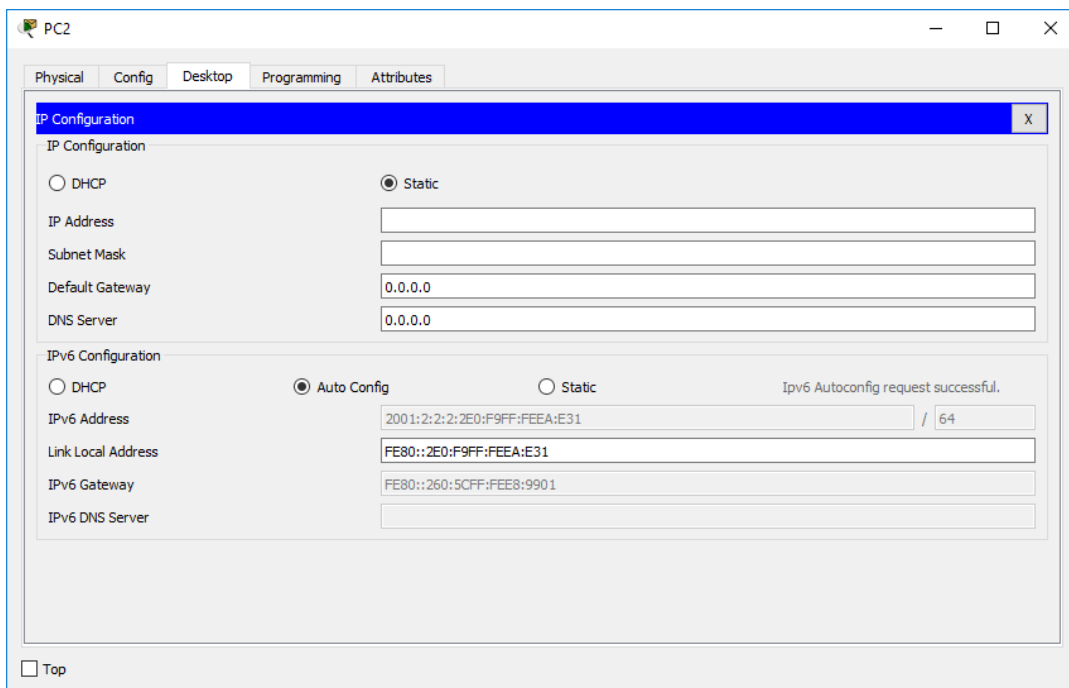 PC2
Physical Config Desktop Programming Attributes
IP Configuration X
IP Configuration
DHCP Static
IP Address
Subnet Mask
Default Gateway 0.0.0.0
DNS Server 0.0.0.0
IPv6 Configuration
DHCP Auto Config Static Ipv6 Autoconfig request successful.
IPv6 Address 2001:2:2:2:2E0:F9FF:FEEA:E31 / 64
Link Local Address FE80::2E0:F9FF:FEEA:E31
IPv6 Gateway FE80::260:5CFF:FEE8:9901
IPv6 DNS Server
Top